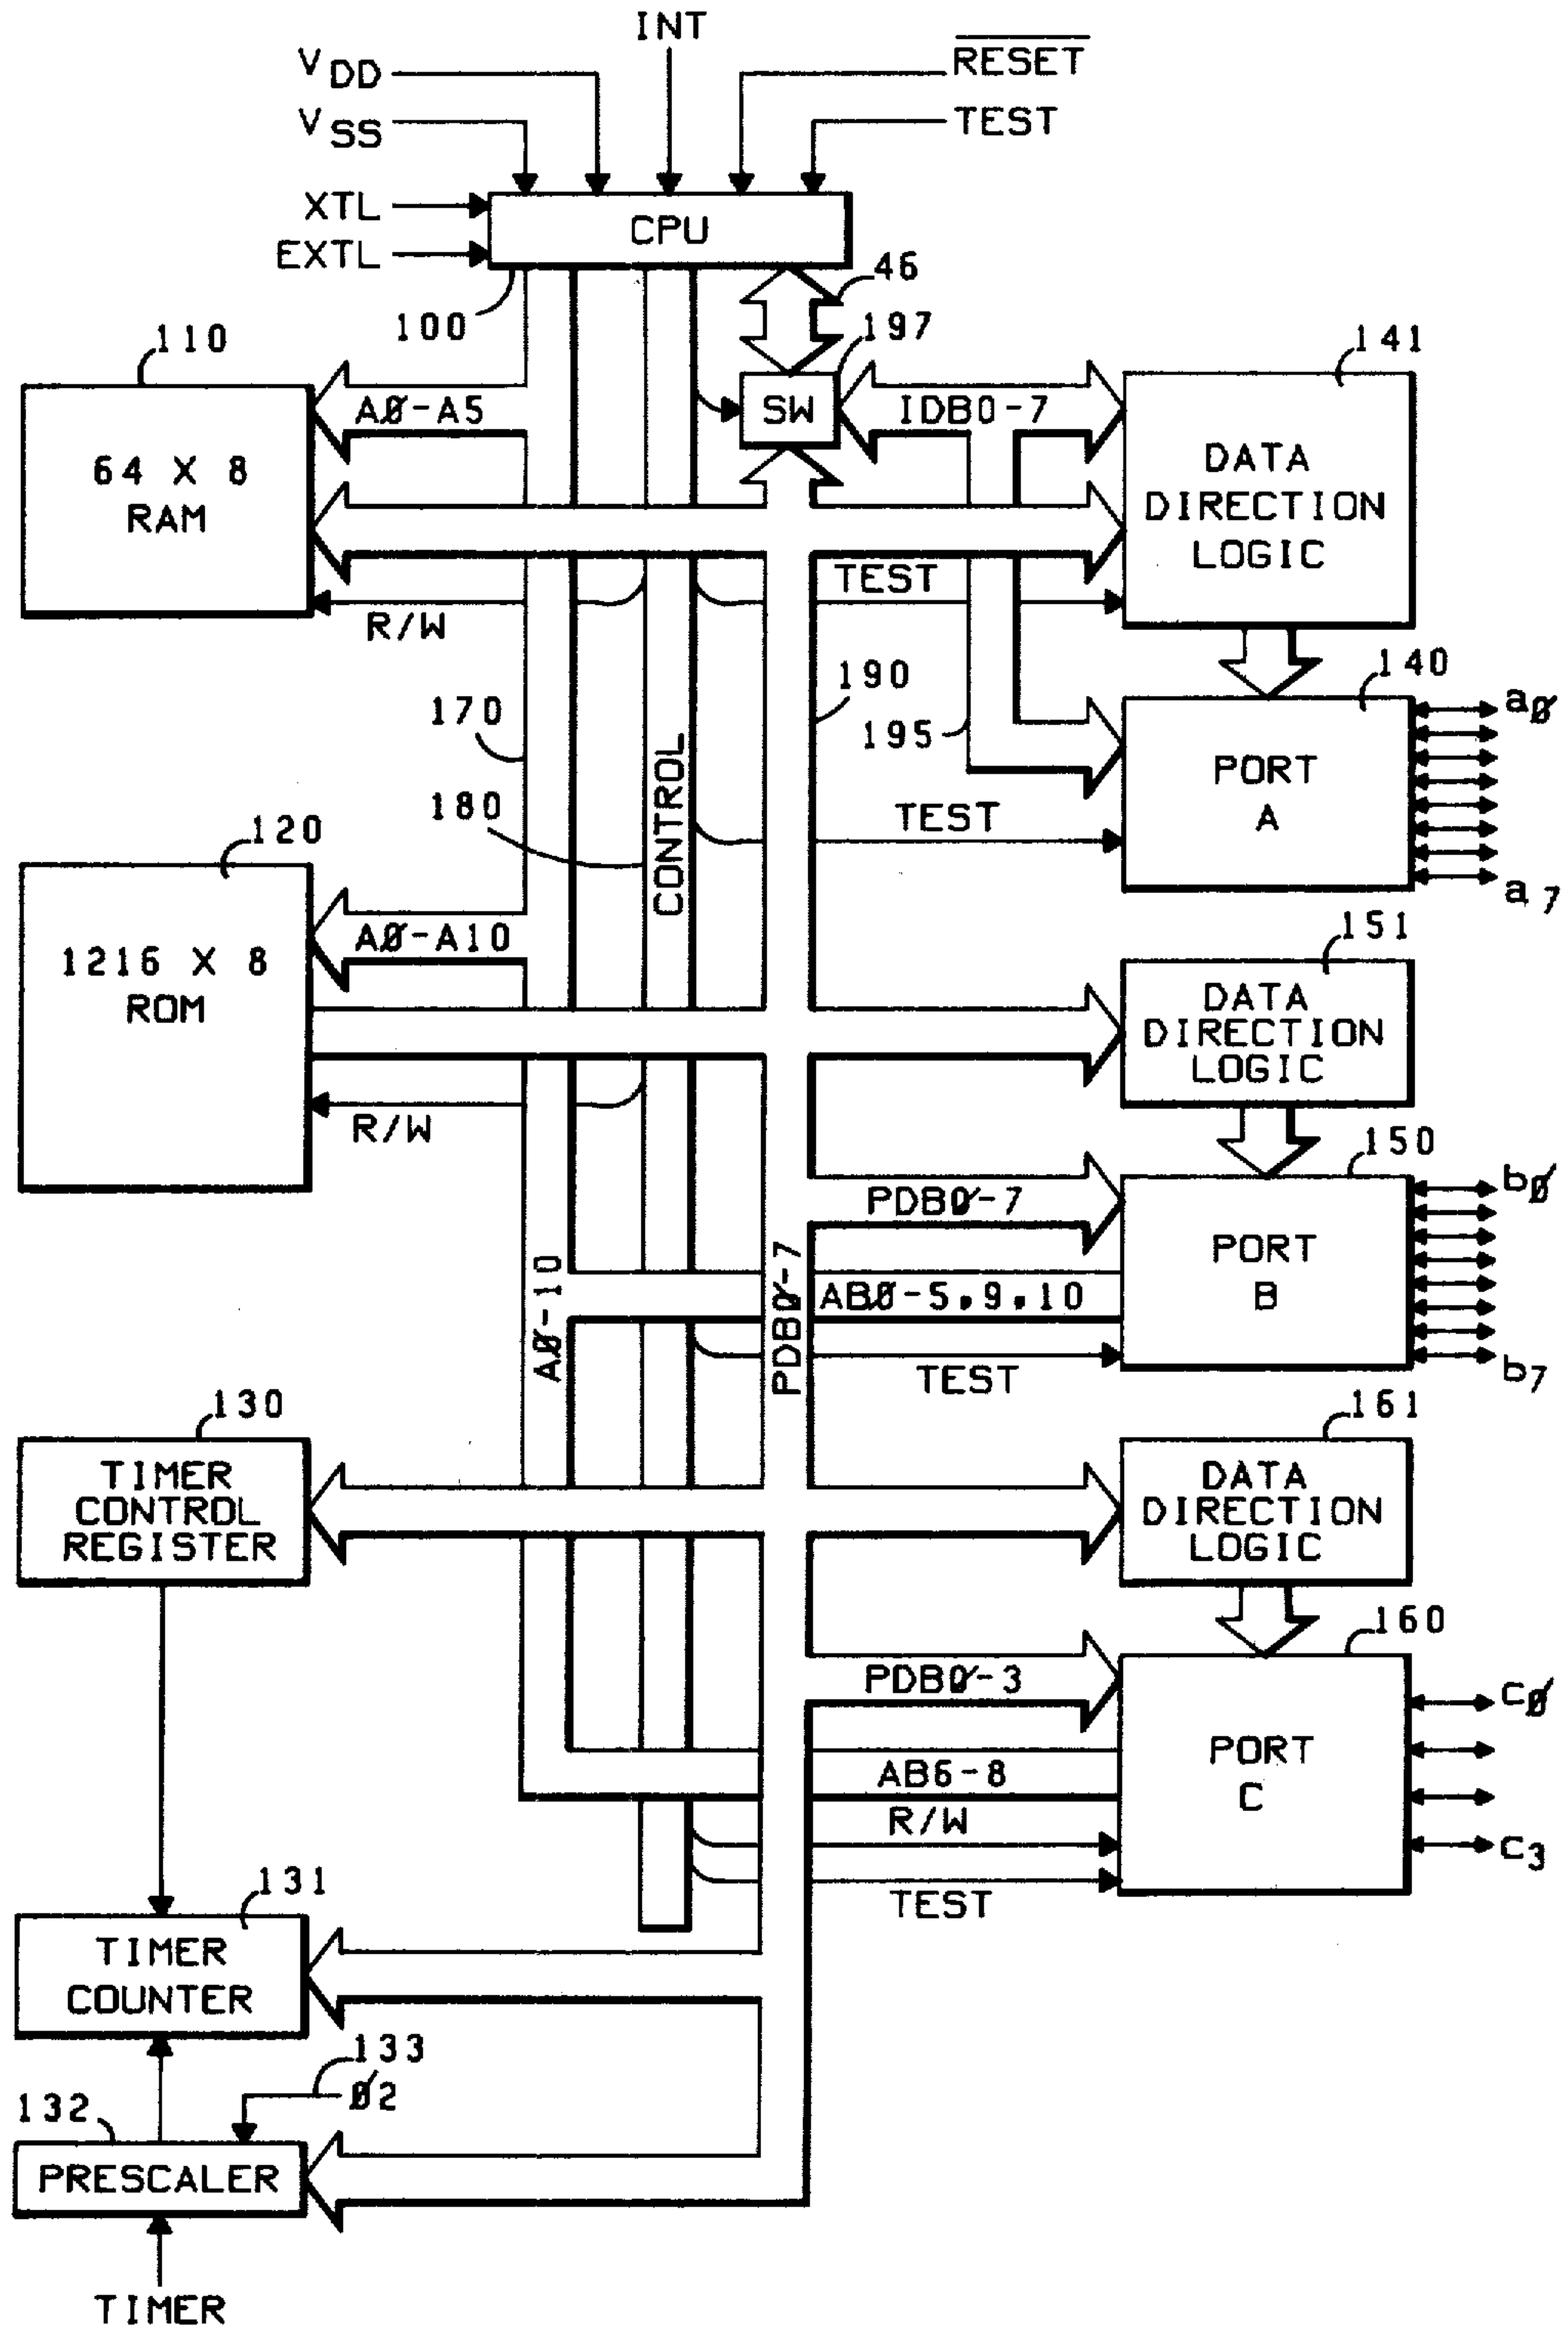 INT
VDD
RESET
VSS
TEST
XTL
CPU
EXTL
46
100
197
110
141
AØ-A5
SW
IDB0-7
64 X 8
RAM
DATA
DIRECTION
LOGIC
TEST
R/W
140
190
170
195
aØ
PORT
A
CONTROL
180
TEST
120
a7
151
AØ-A10
1216 X 8
ROM
DATA
DIRECTION
LOGIC
R/W
150
bØ
PDBØ-7
PORT
B
AØ-10
PDBØ-7
ABØ-5,9,10
TEST
b7
130
161
TIMER
CONTROL
REGISTER
DATA
DIRECTION
LOGIC
160
PDBØ-3
cØ
PORT
C
AB6-8
R/W
c3
131
TEST
TIMER
COUNTER
133
Ø2
132
PRESCALER
TIMER